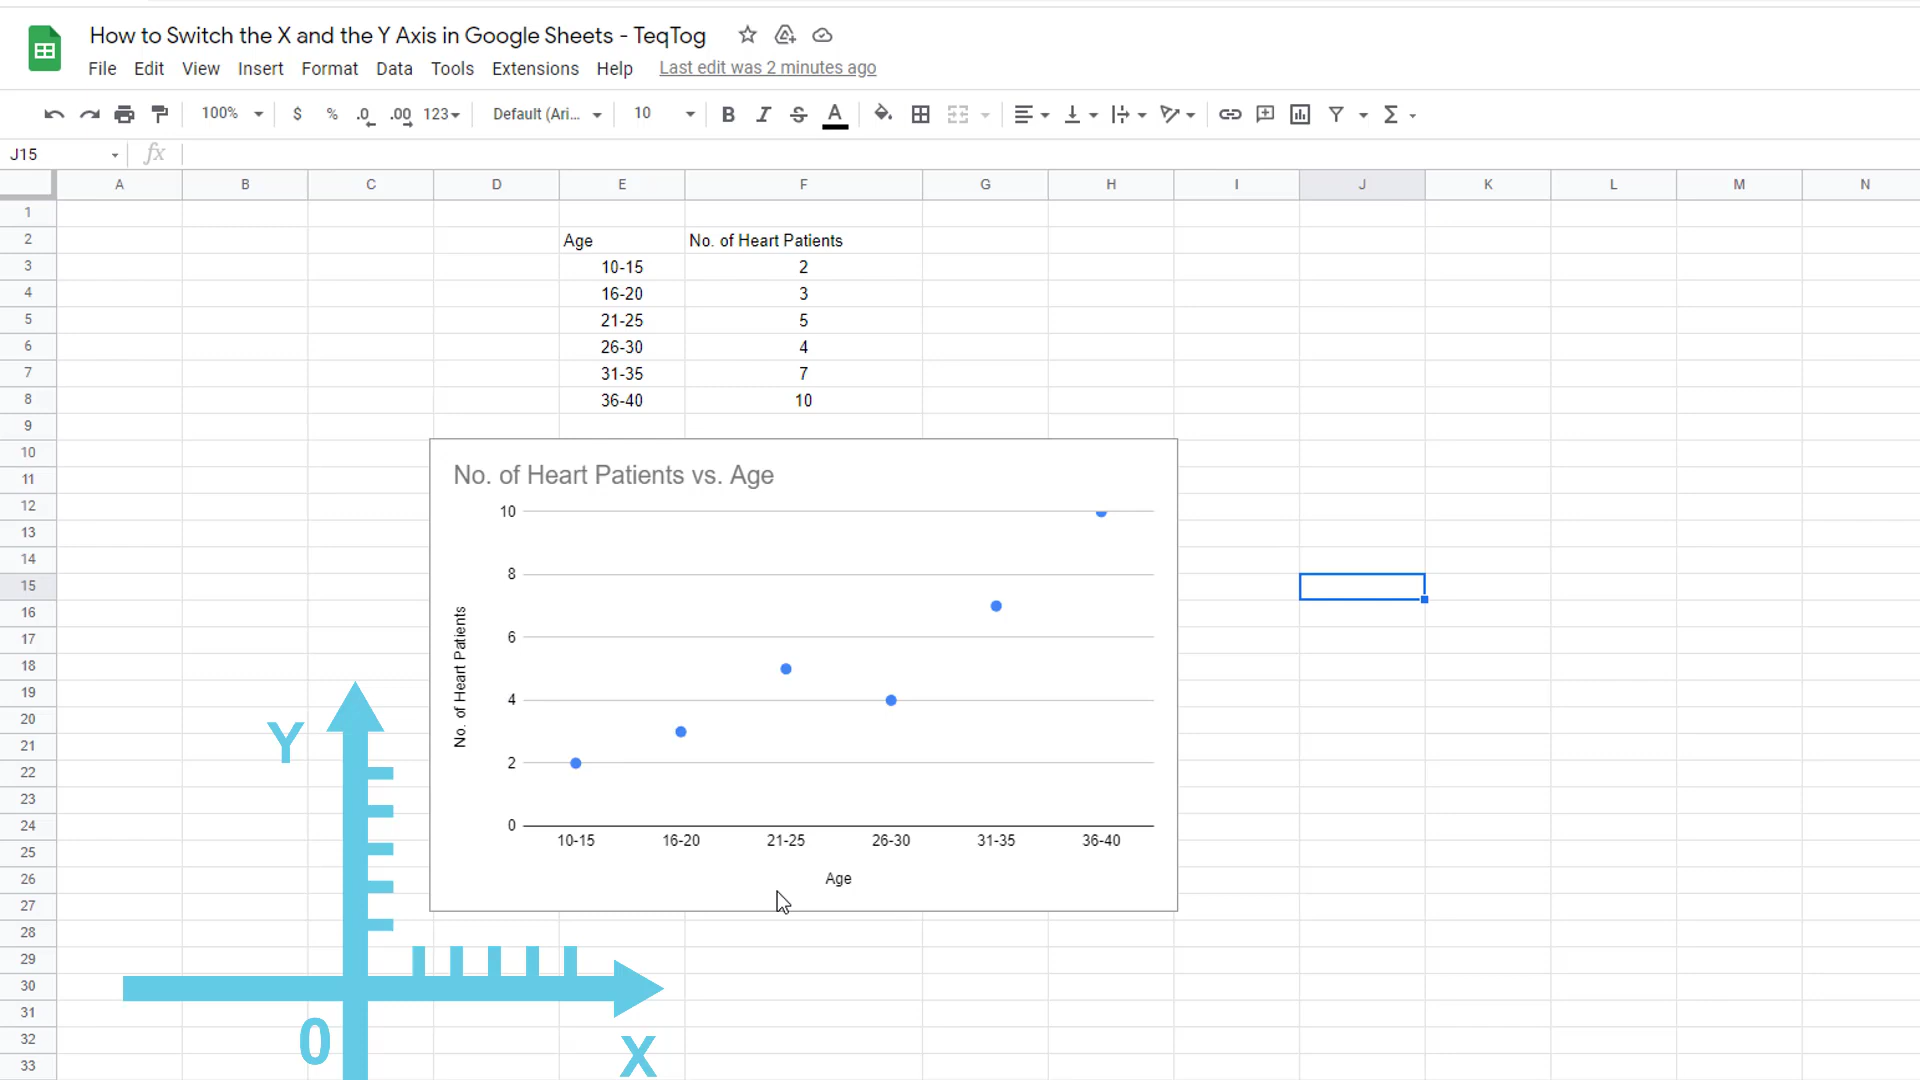 How to Switch the X and the Y Axis in Google Sheets - TeqTog
File Edit View Insert Format Data Tools Extensions Help Last edit was 2 minutes ago
100% $ % .0 .00 123 Default (Ari... 10 B I S A
J15 fx
A B C D E F G H I J K L M N
1
2 Age No. of Heart Patients
3 10-15 2
4 16-20 3
5 21-25 5
6 26-30 4
7 31-35 7
8 36-40 10
9
10
11
12
13
14
15
16
17
18
19
20
21
22
23
24
25
26
27
28
29
30
31
32
33
No. of Heart Patients vs. Age
No. of Heart Patients
10
8
6
4
2
0
10-15 16-20 21-25 26-30 31-35 36-40
Age
Y
0
X